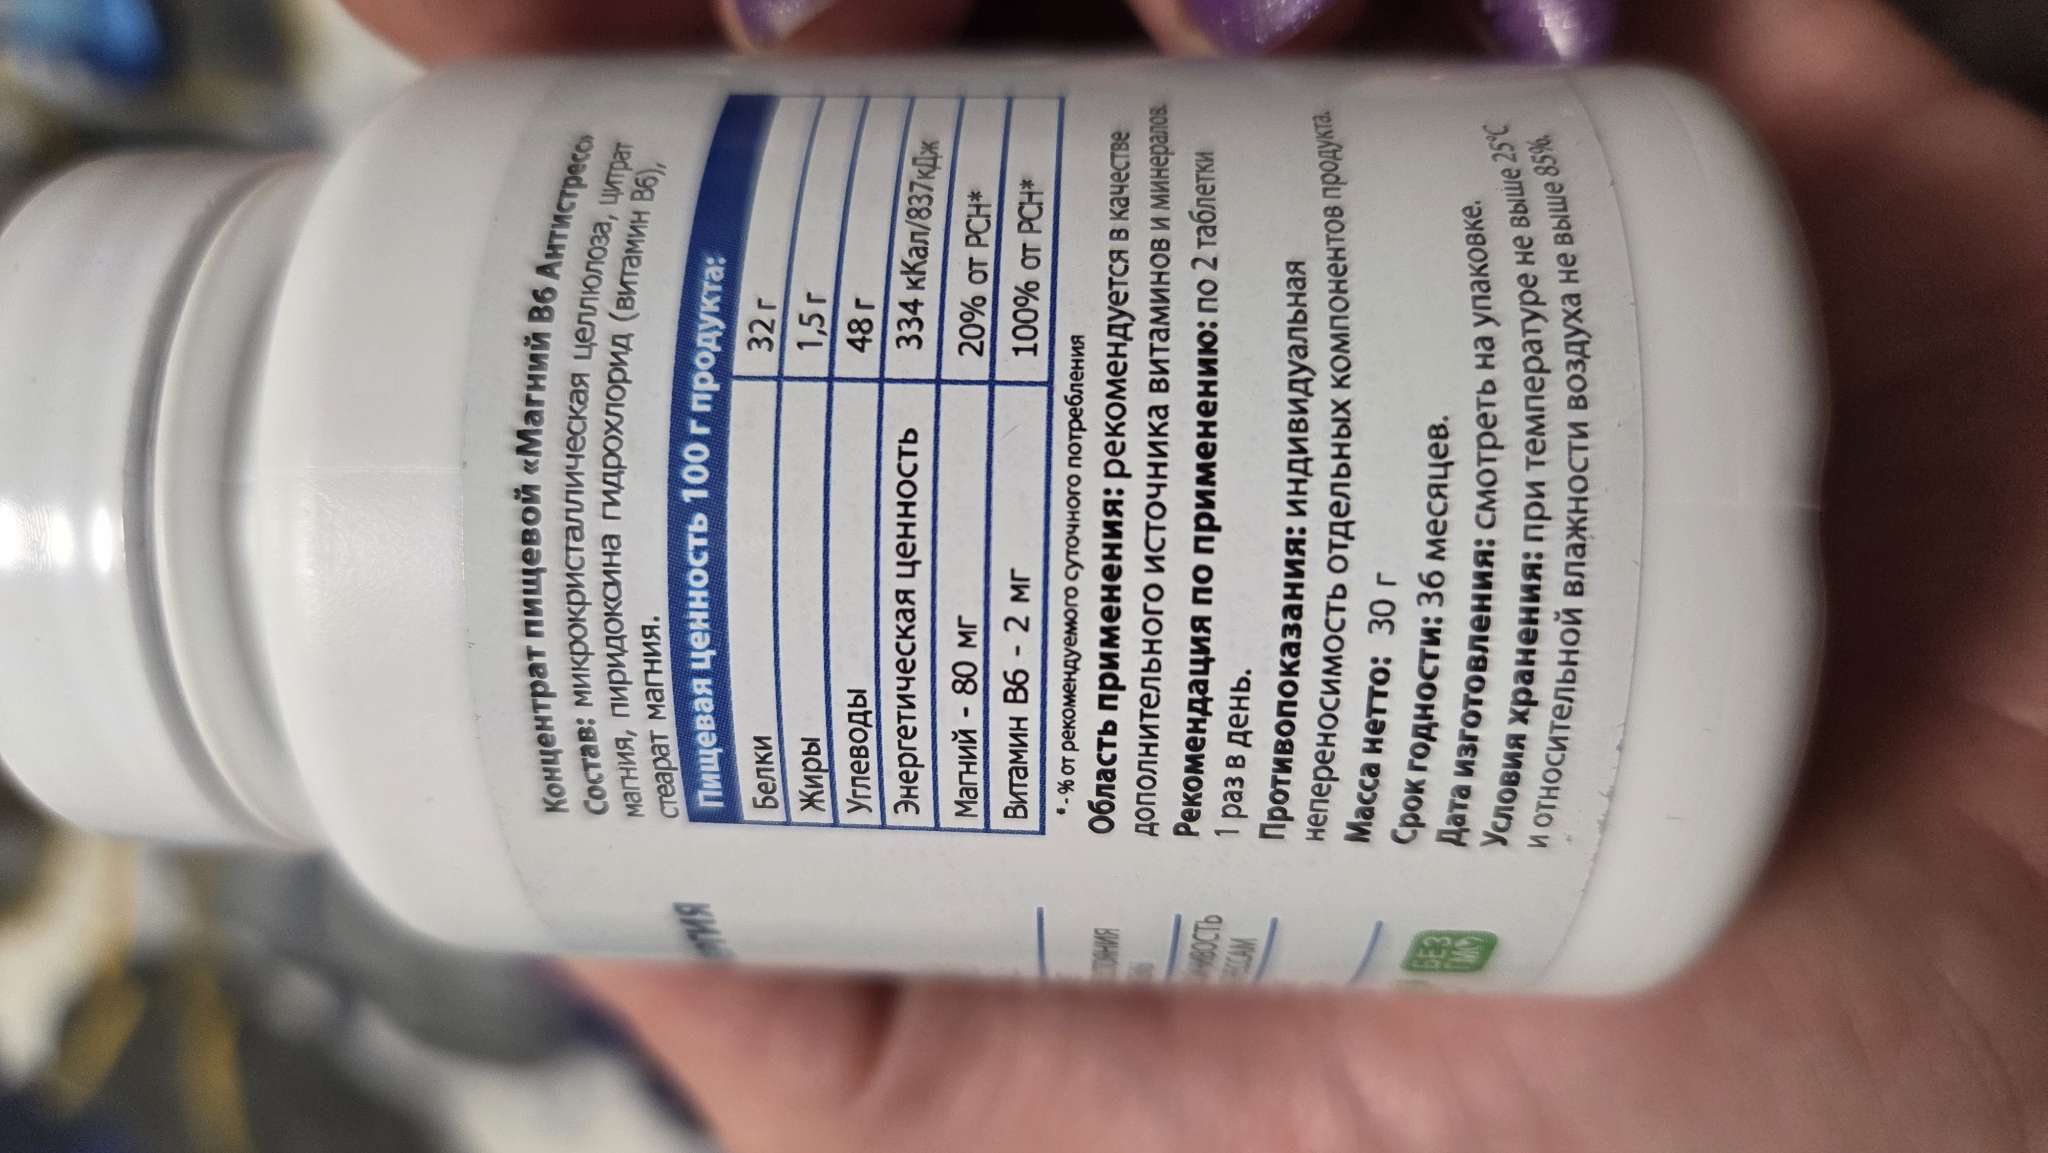 Концентрат пищевой «Магний В6 Антистресс»
Состав: микрокристаллическая целлюлоза, цитрат
магния, пиридоксина гидрохлорид (витамин В6),
стеарат магния.
Пищевая ценность 100 г продукта:
Белки 32 г
Жиры 1,5 г
Углеводы 48 г
Энергетическая ценность 334 кКал/837кДж
Магний - 80 мг 20% от РСН*
Витамин В6 - 2 мг 100% от РСН*
*-% от рекомендуемого суточного потребления
Область применения: рекомендуется в качестве
дополнительного источника витаминов и минералов.
Рекомендация по применению: по 2 таблетки
1 раз в день.
Противопоказания: индивидуальная
непереносимость отдельных компонентов продукта.
Масса нетто: 30 г
Срок годности: 36 месяцев.
Дата изготовления: смотреть на упаковке.
Условия хранения: при температуре не выше 25°С
и относительной влажности воздуха не выше 85%.
БЕЗ
ГМО